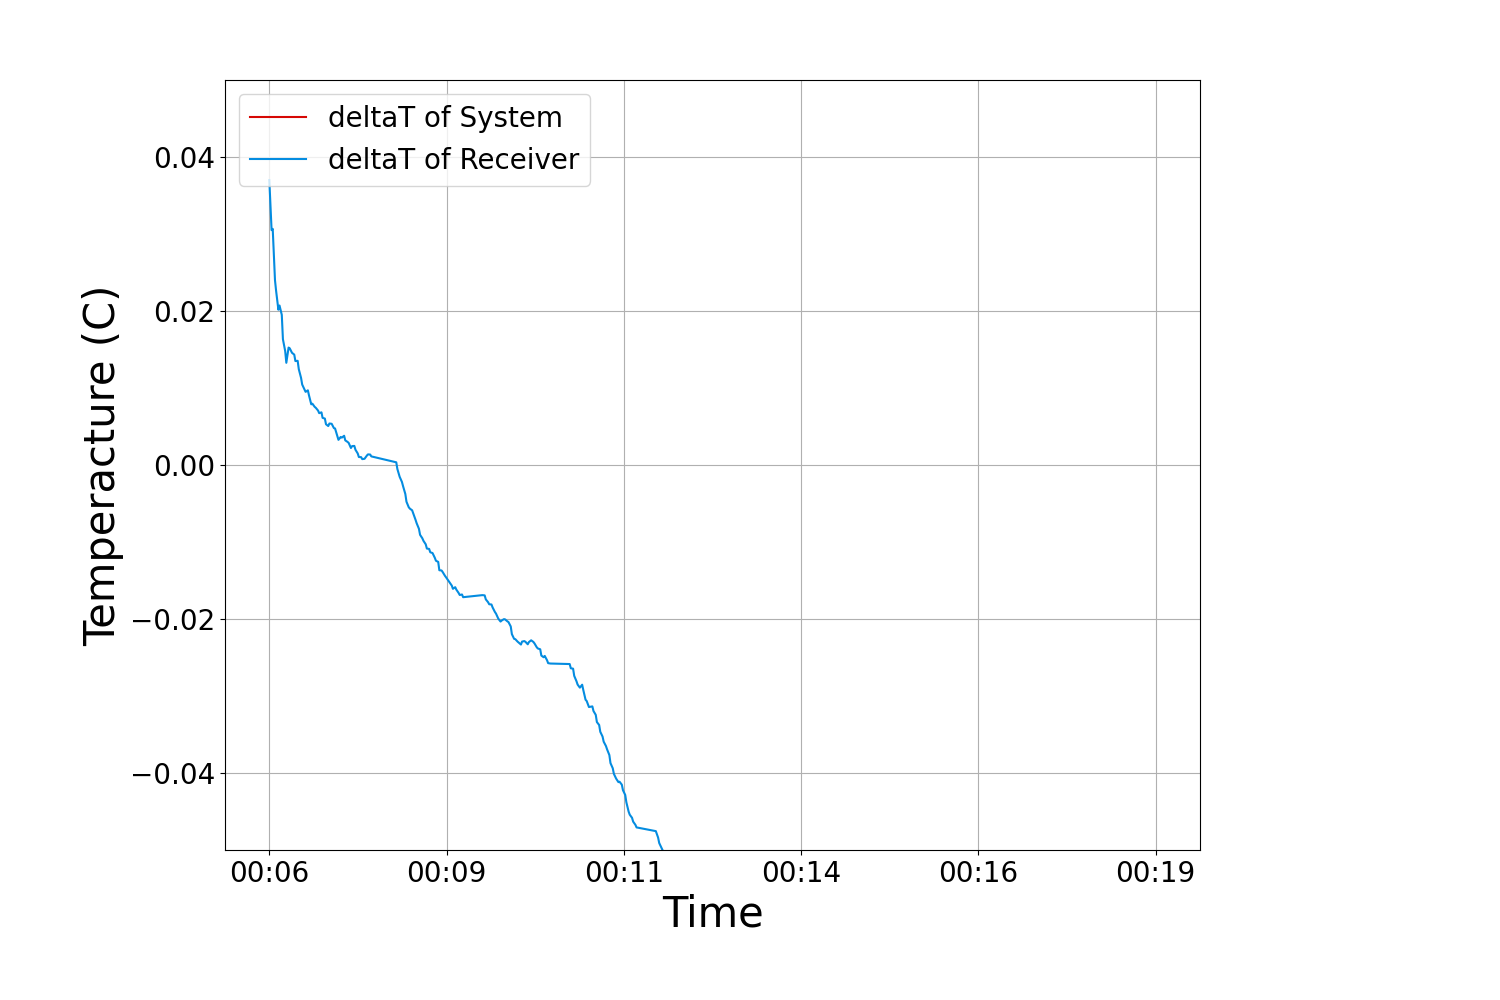 deltaT of System
deltaT of Receiver
0.04
0.02
0.00
−0.02
−0.04
Temperacture (C)
00:06 00:09 00:11 00:14 00:16 00:19
Time